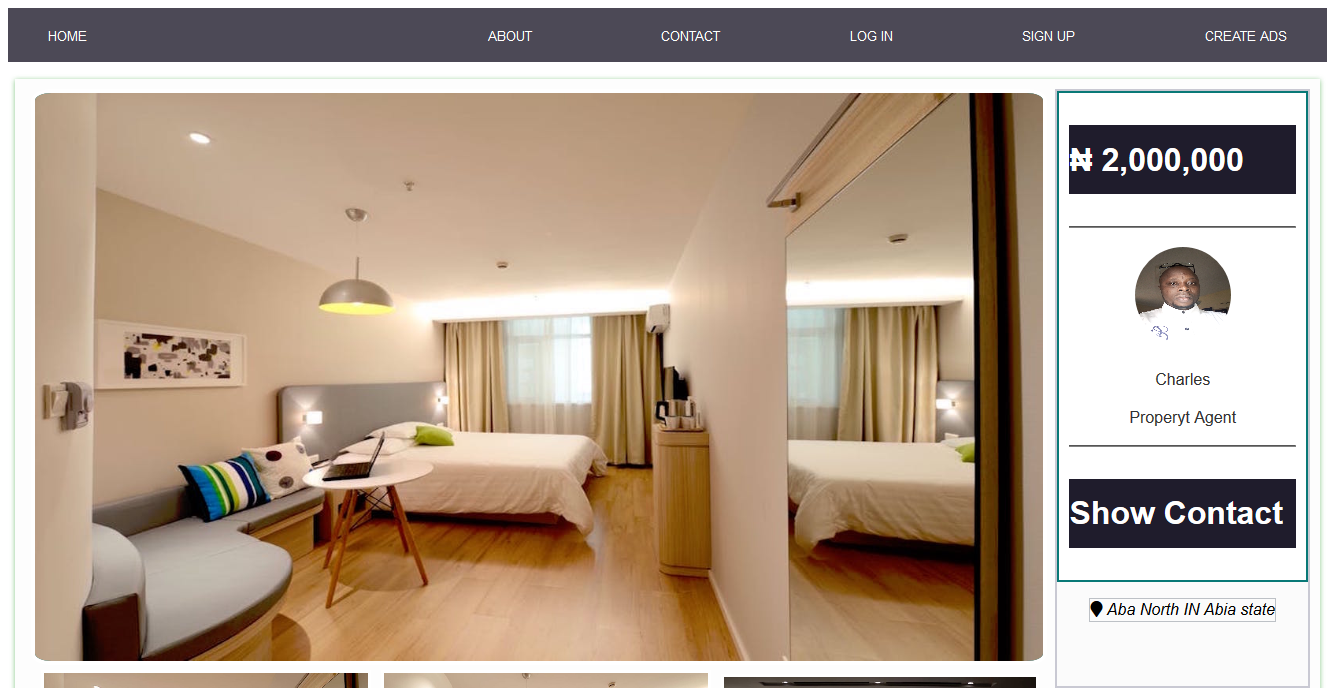 HOME ABOUT CONTACT LOG IN SIGN UP CREATE ADS
₦ 2,000,000
Charles
Properyt Agent
Show Contact
Aba North IN Abia state